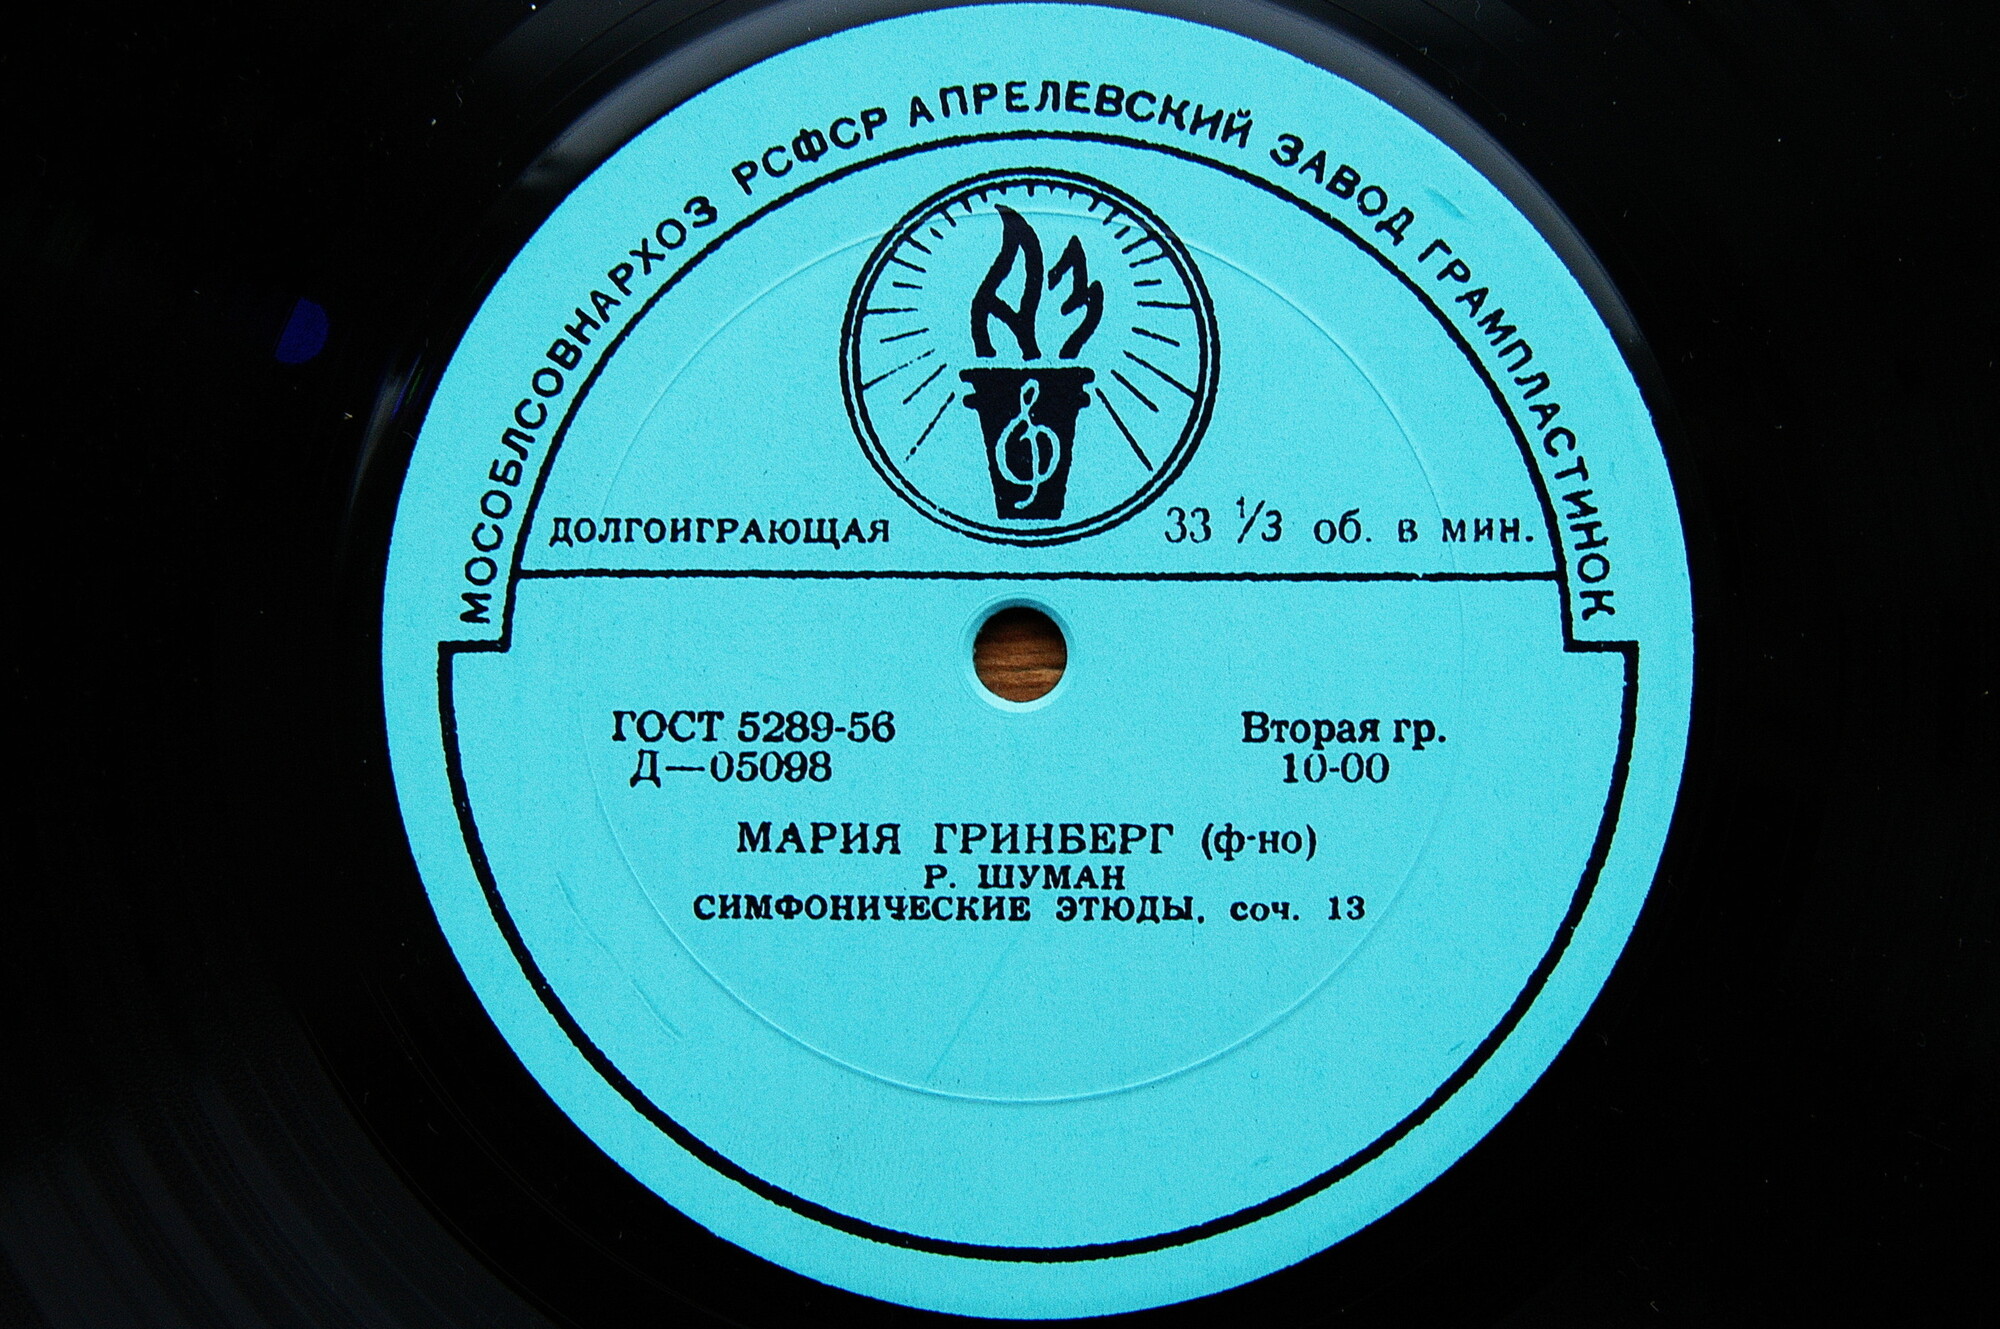 МОСОБЛСОВНАРХОЗ РСФСР АПРЕЛЕВСКИЙ ЗАВОД ГРАМПЛАСТИНОК
АЗ
ДОЛГОИГРАЮЩАЯ 33 1/3 об. в мин.
ГОСТ 5289-56 Вторая гр.
Д—05098 10-00
МАРИЯ ГРИНБЕРГ (ф-но)
Р. ШУМАН
СИМФОНИЧЕСКИЕ ЭТЮДЫ, соч. 13